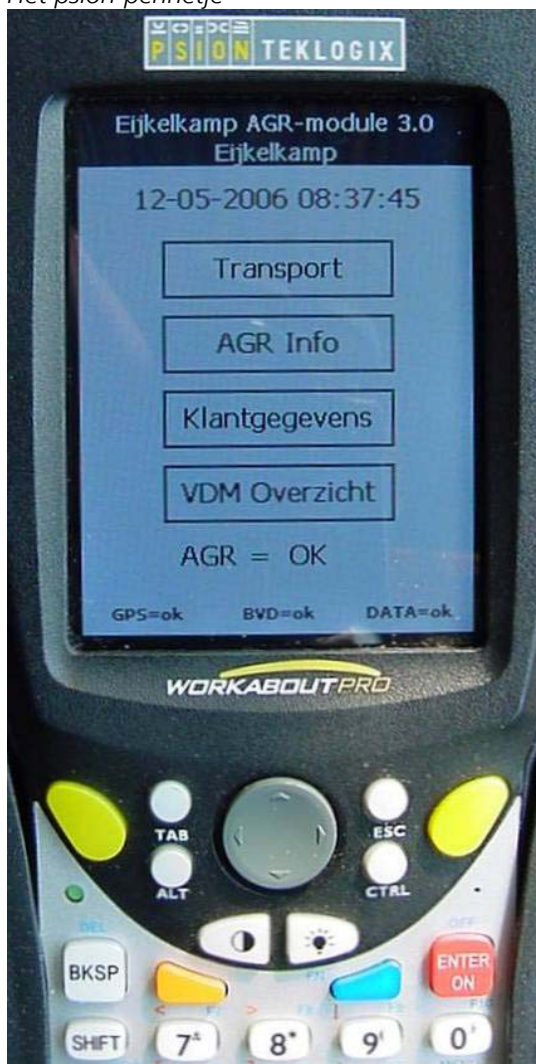 Het psion pennetje
PSION TEKLOGIX
Eijkelkamp AGR-module 3.0
Eijkelkamp
12-05-2006 08:37:45
Transport
AGR Info
Klantgegevens
VDM Overzicht
AGR = OK
GPS=ok BVD=ok DATA=ok
WORKABOUTPRO
TAB ESC
ALT CTRL
DEL OFF
BKSP ENTER
ON
SHIFT 7 8* 9 0